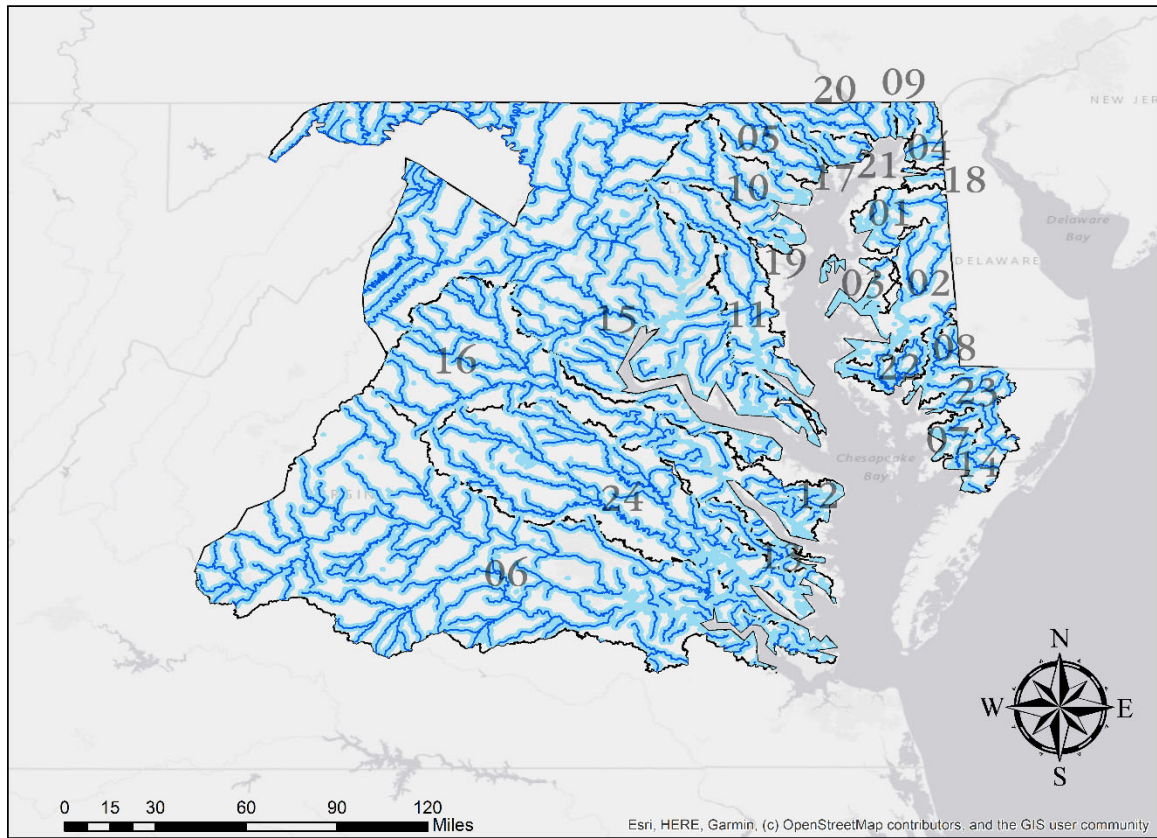 20 09
NEW JER
05
04
21
10
17
18
01
Delaware
Bay
19
DELAWARE
03
02
15
11
08
16
22
23
07
Chesapeake
Bay
14
12
24
13
06
N
W E
S
0 15 30 60 90 120
Miles
Esri, HERE, Garmin, (c) OpenStreetMap contributors, and the GIS user community